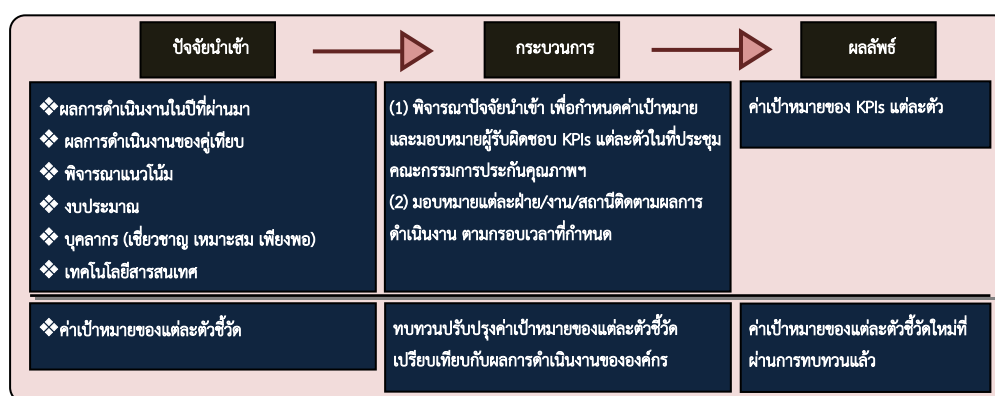 ปัจจัยนำเข้า
กระบวนการ
ผลลัพธ์
❖ผลการดำเนินงานในปีที่ผ่านมา
❖ ผลการดำเนินงานของคู่เทียบ
❖ พิจารณาแนวโน้ม
❖ งบประมาณ
❖ บุคลากร (เชี่ยวชาญ เหมาะสม เพียงพอ)
❖ เทคโนโลยีสารสนเทศ
(1) พิจารณาปัจจัยนำเข้า เพื่อกำหนดค่าเป้าหมาย
และมอบหมายผู้รับผิดชอบ KPIs แต่ละตัวในที่ประชุม
คณะกรรมการประกันคุณภาพฯ
(2) มอบหมายแต่ละฝ่าย/งาน/สถานีติดตามผลการ
ดำเนินงาน ตามกรอบเวลาที่กำหนด
ค่าเป้าหมายของ KPIs แต่ละตัว
❖ค่าเป้าหมายของแต่ละตัวชี้วัด
ทบทวนปรับปรุงค่าเป้าหมายของแต่ละตัวชี้วัด
เปรียบเทียบกับผลการดำเนินงานขององค์กร
ค่าเป้าหมายของแต่ละตัวชี้วัดใหม่ที่
ผ่านการทบทวนแล้ว